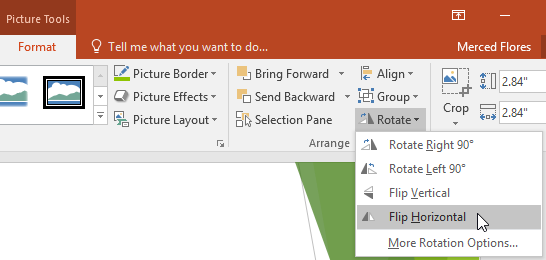 Picture Tools
Format
Tell me what you want to do...
Merced Flores
Picture Border
Picture Effects
Picture Layout
Bring Forward
Send Backward
Selection Pane
Align
Group
Rotate
Arrange
Crop
2.84"
2.84"
Rotate Right 90°
Rotate Left 90°
Flip Vertical
Flip Horizontal
More Rotation Options...